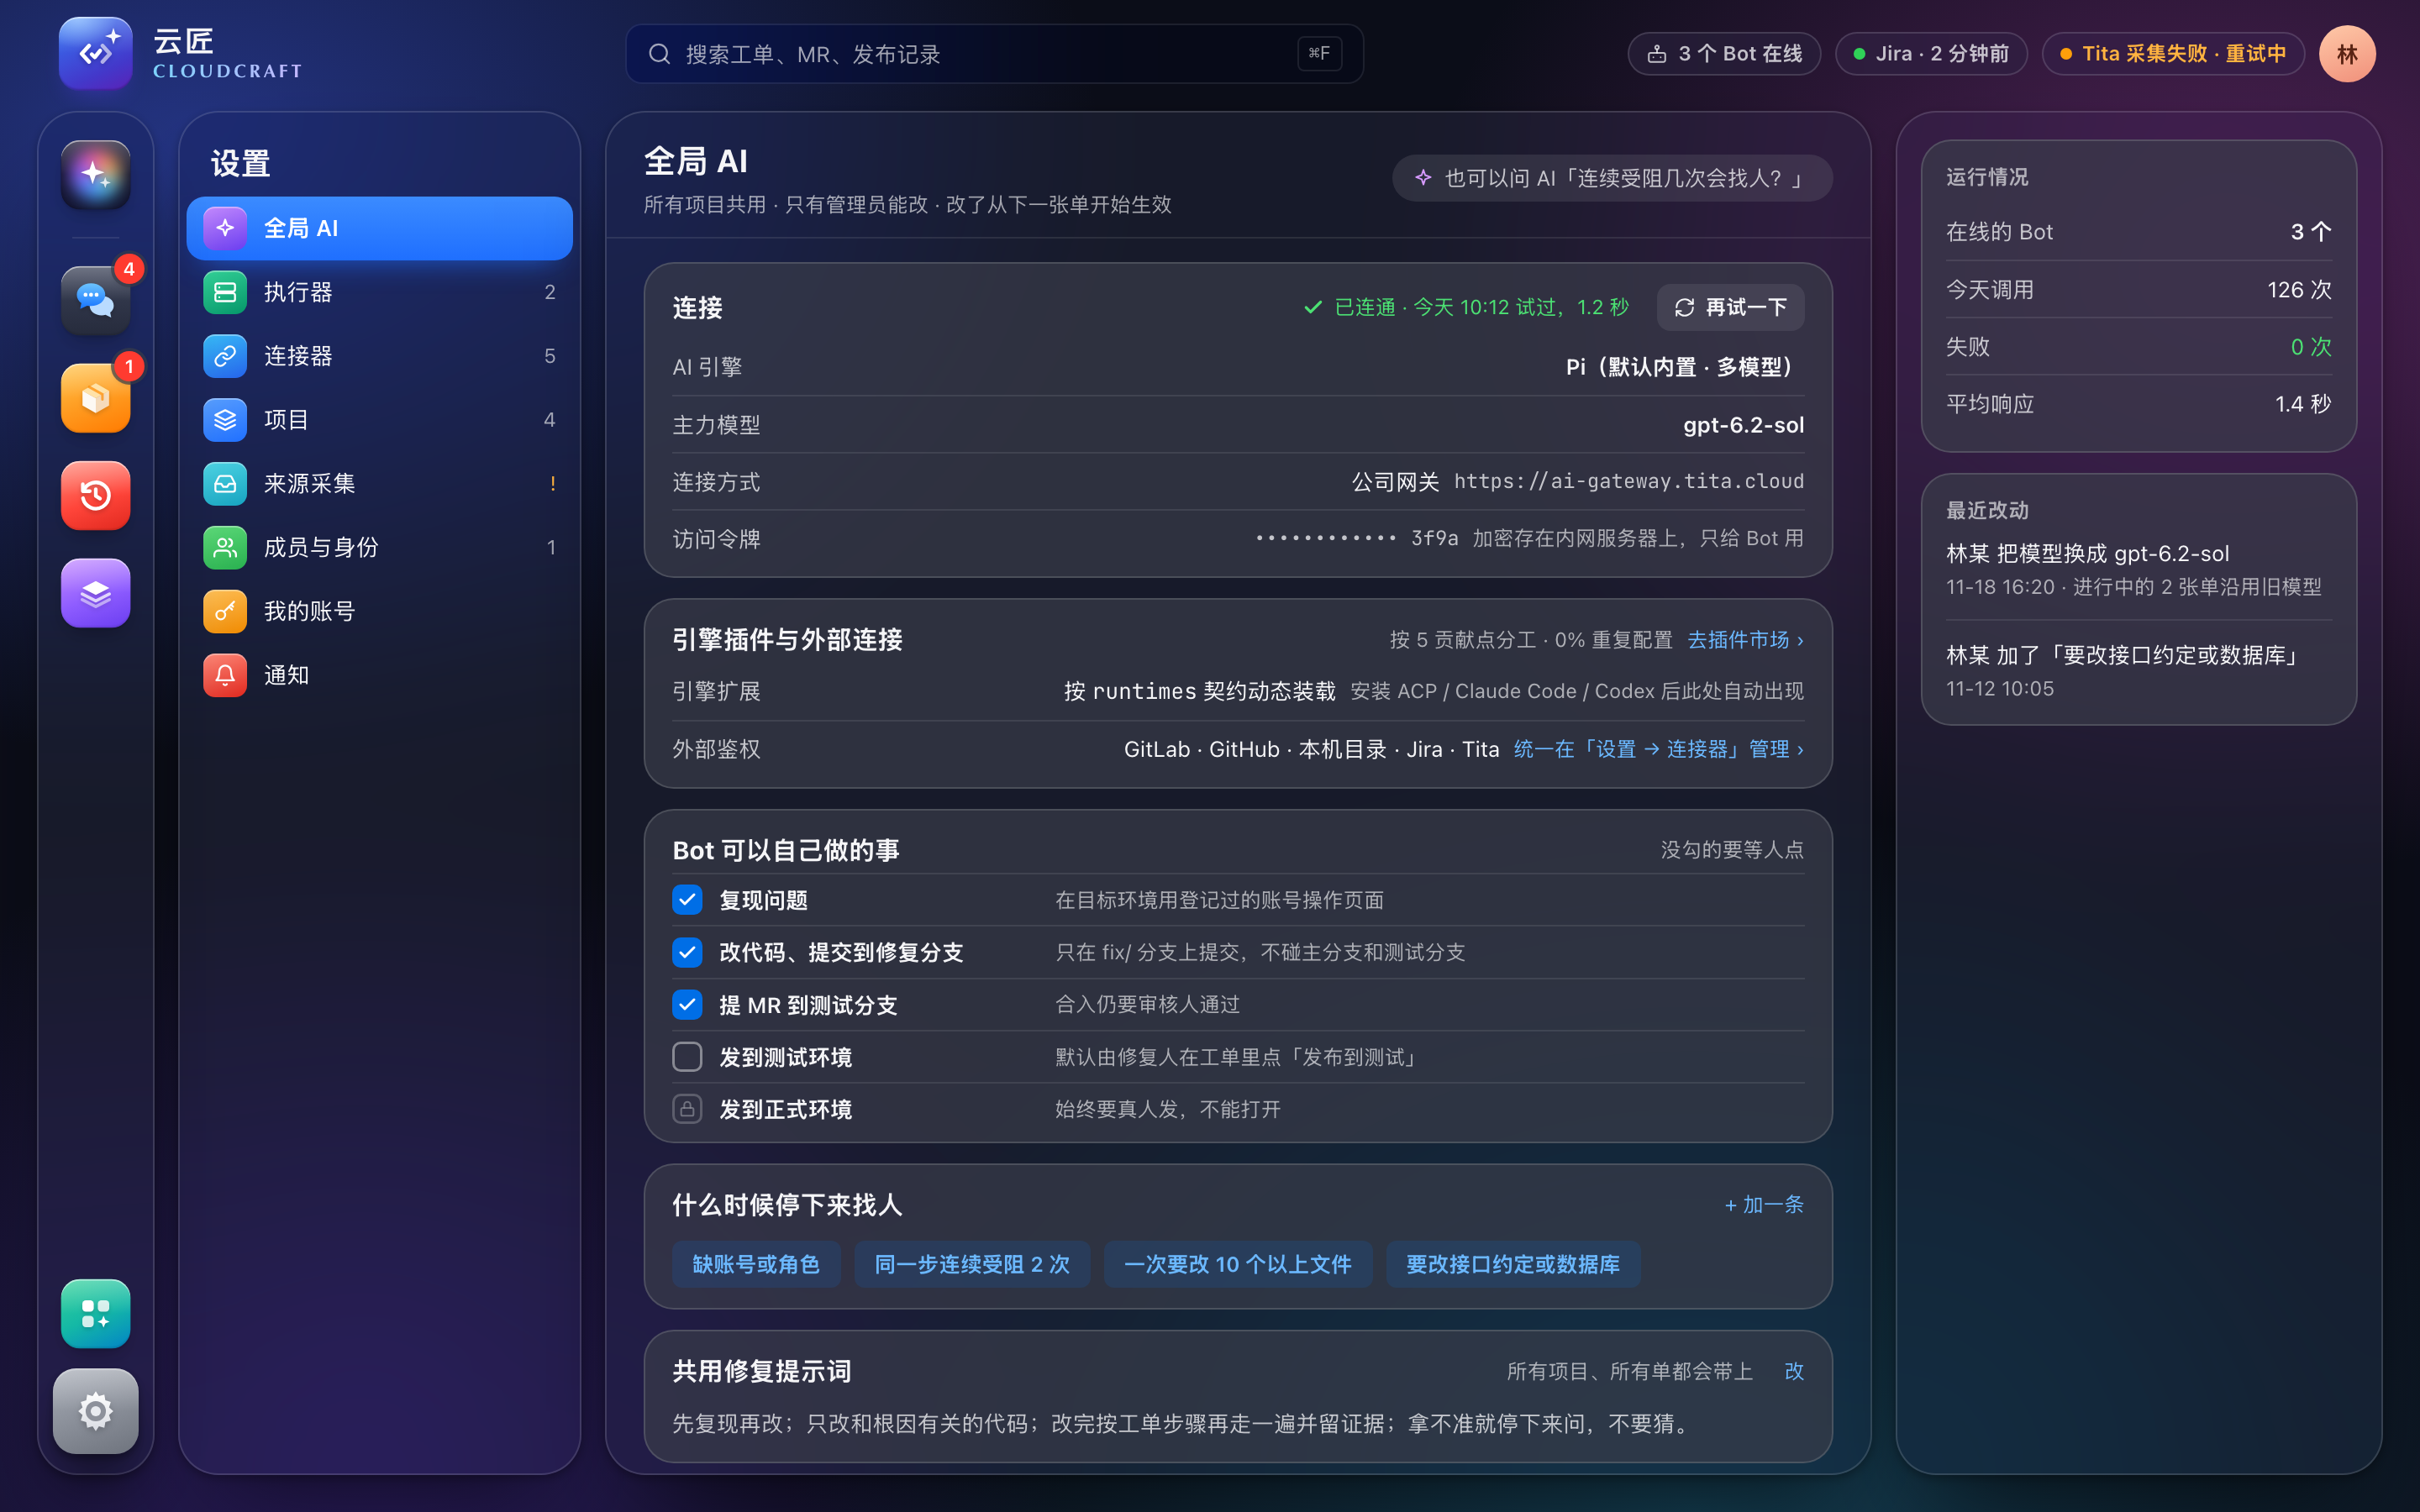 云匠
CLOUDCRAFT
搜索工单、MR、发布记录
⌘F
3 个 Bot 在线
Jira · 2 分钟前
Tita 采集失败 · 重试中
林
4
1
设置
全局 AI
执行器 2
连接器 5
项目 4
来源采集 !
成员与身份 1
我的账号
通知
全局 AI
所有项目共用 · 只有管理员能改 · 改了从下一张单开始生效
也可以问 AI「连续受阻几次会找人？」
连接
已连通 · 今天 10:12 试过，1.2 秒
再试一下
AI 引擎 Pi（默认内置 · 多模型）
主力模型 gpt-6.2-sol
连接方式 公司网关 https://ai-gateway.tita.cloud
访问令牌 •••••••••••• 3f9a 加密存在内网服务器上，只给 Bot 用
引擎插件与外部连接
按 5 贡献点分工 · 0% 重复配置 去插件市场 ›
引擎扩展 按 runtimes 契约动态装载 安装 ACP / Claude Code / Codex 后此处自动出现
外部鉴权 GitLab · GitHub · 本机目录 · Jira · Tita 统一在「设置 → 连接器」管理 ›
Bot 可以自己做的事 没勾的要等人点
复现问题 在目标环境用登记过的账号操作页面
改代码、提交到修复分支 只在 fix/ 分支上提交，不碰主分支和测试分支
提 MR 到测试分支 合入仍要审核人通过
发到测试环境 默认由修复人在工单里点「发布到测试」
发到正式环境 始终要真人发，不能打开
什么时候停下来找人 + 加一条
缺账号或角色
同一步连续受阻 2 次
一次要改 10 个以上文件
要改接口约定或数据库
共用修复提示词 所有项目、所有单都会带上 改
先复现再改；只改和根因有关的代码；改完按工单步骤再走一遍并留证据；拿不准就停下来问，不要猜。
运行情况
在线的 Bot 3 个
今天调用 126 次
失败 0 次
平均响应 1.4 秒
最近改动
林某 把模型换成 gpt-6.2-sol
11-18 16:20 · 进行中的 2 张单沿用旧模型
林某 加了「要改接口约定或数据库」
11-12 10:05